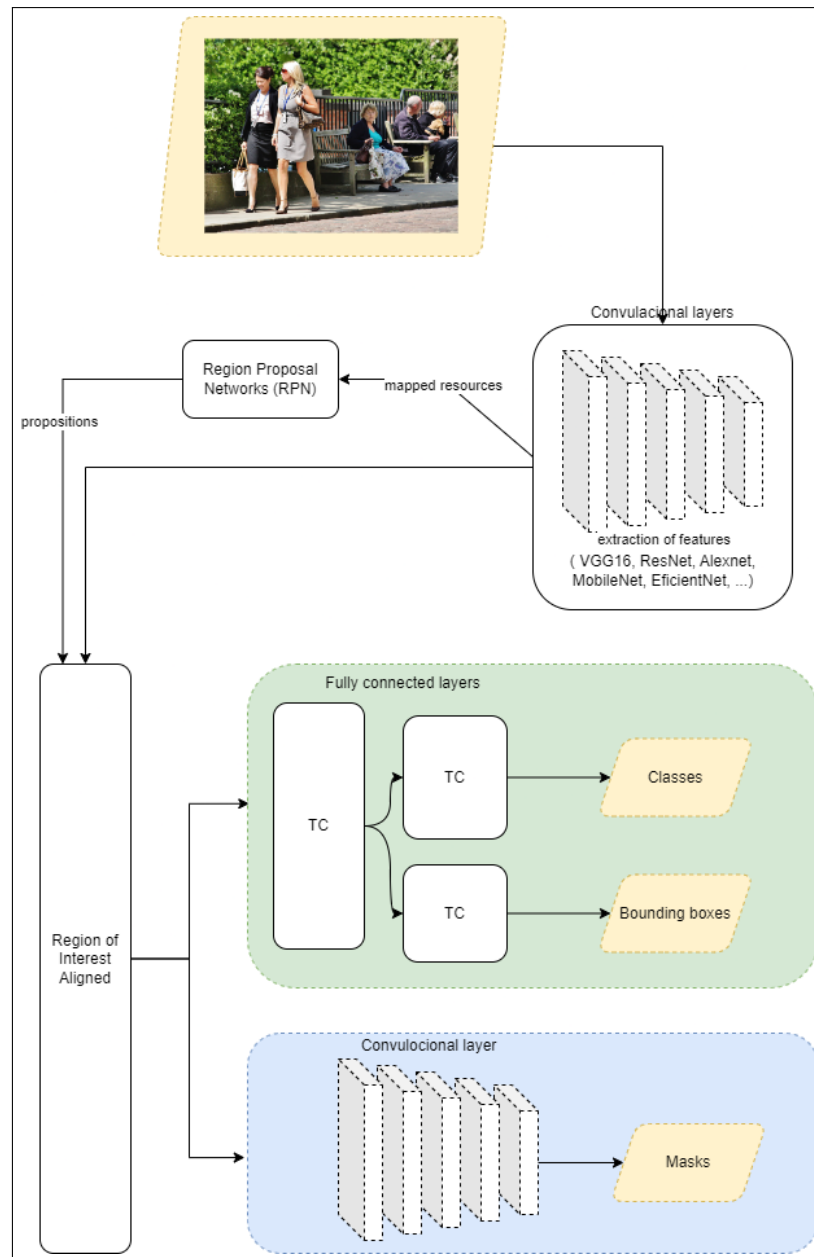 Convulacional layers
Region Proposal
Networks (RPN)
mapped resources
propositions
extraction of features
( VGG16, ResNet, Alexnet,
MobileNet, EficientNet, ...)
Fully connected layers
TC
TC
Classes
TC
Bounding boxes
Region of
Interest
Aligned
Convulocional layer
Masks